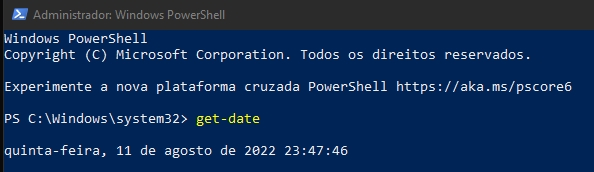 Administrador: Windows PowerShell
Windows PowerShell
Copyright (C) Microsoft Corporation. Todos os direitos reservados.
Experimente a nova plataforma cruzada PowerShell https://aka.ms/pscore6
PS C:\Windows\system32> get-date
quinta-feira, 11 de agosto de 2022 23:47:46